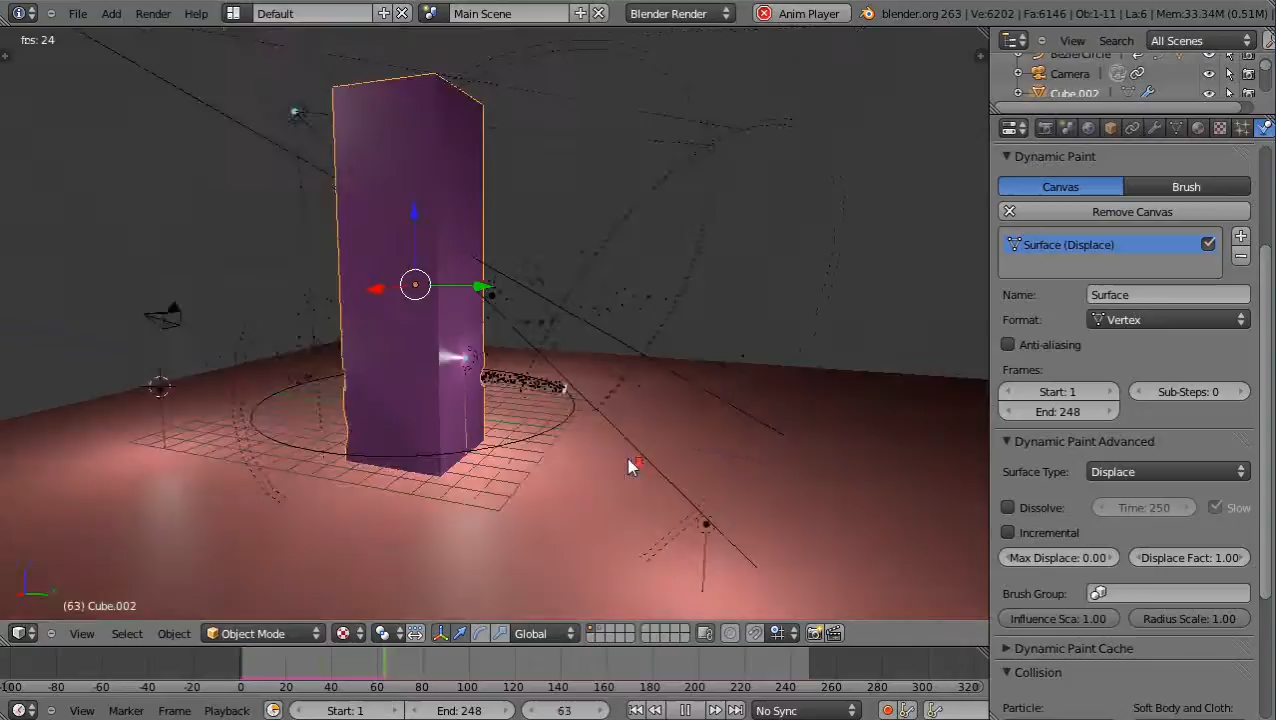 File Add Render Help Default Main Scene Blender Render Anim Player blender.org 263 | Ve:6202 | Fa:6146 | Ob:1-11 | La:6 | Mem:33.34M (0.51M) |
fps: 24
View Search All Scenes
BezierCircle
Camera
Cube.002
Dynamic Paint
Canvas Brush
Remove Canvas
Surface (Displace)
Name: Surface
Format: Vertex
Anti-aliasing
Frames:
Start: 1 Sub-Steps: 0
End: 248
Dynamic Paint Advanced
Surface Type: Displace
Dissolve: Time: 250 Slow
Incremental
Max Displace: 0.00 Displace Fact: 1.00
Brush Group:
Influence Sca: 1.00 Radius Scale: 1.00
Dynamic Paint Cache
Collision
Particle: Soft Body and Cloth:
(63) Cube.002
View Select Object Object Mode Global
-100 -80 -60 -40 -20 0 20 40 60 80 100 120 140 160 180 200 220 240 260 280 300 320
View Marker Frame Playback Start: 1 End: 248 63 No Sync